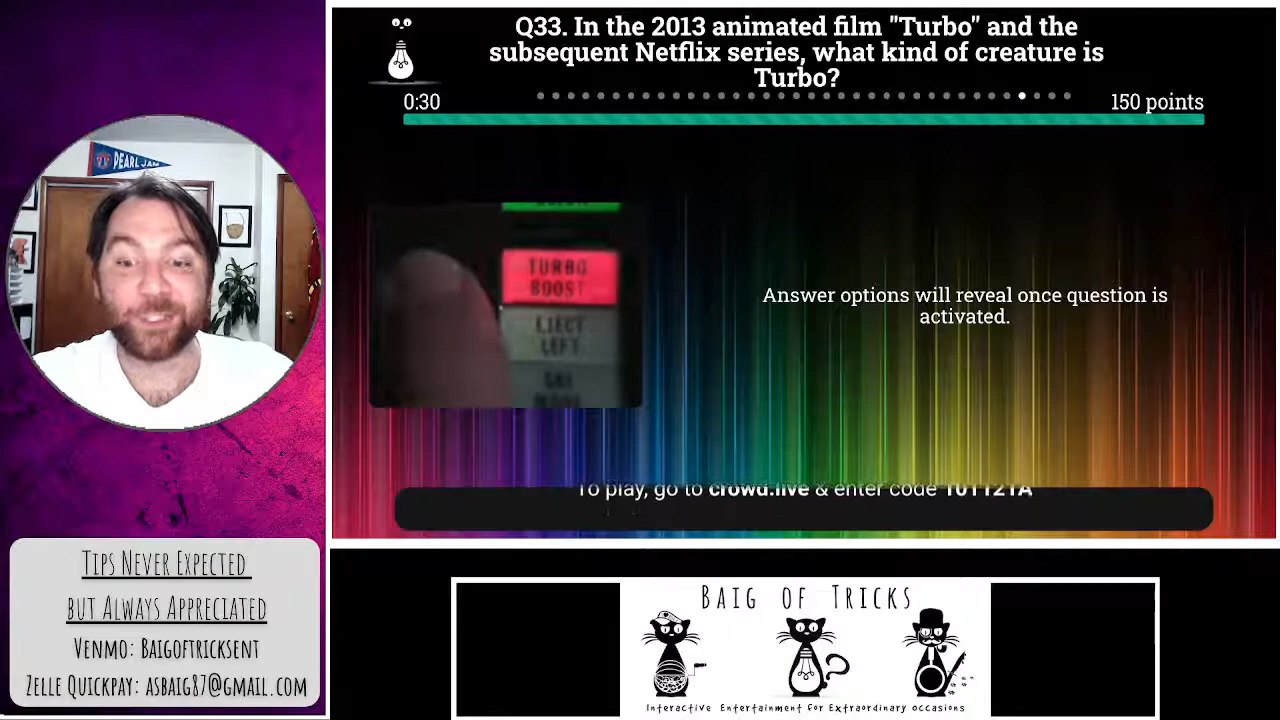 Q33. In the 2013 animated film "Turbo" and the
subsequent Netflix series, what kind of creature is
Turbo?
0:30
150 points
PEARL JAM
TURBO
BOOST
EJECT
LEFT
Answer options will reveal once question is
activated.
To play, go to crowd.live & enter code
Tips Never Expected
but Always Appreciated
Venmo: Baigoftricksent
Zelle Quickpay: asbaig87@gmail.com
Baig of Tricks
Interactive Entertainment for Extraordinary Occasions